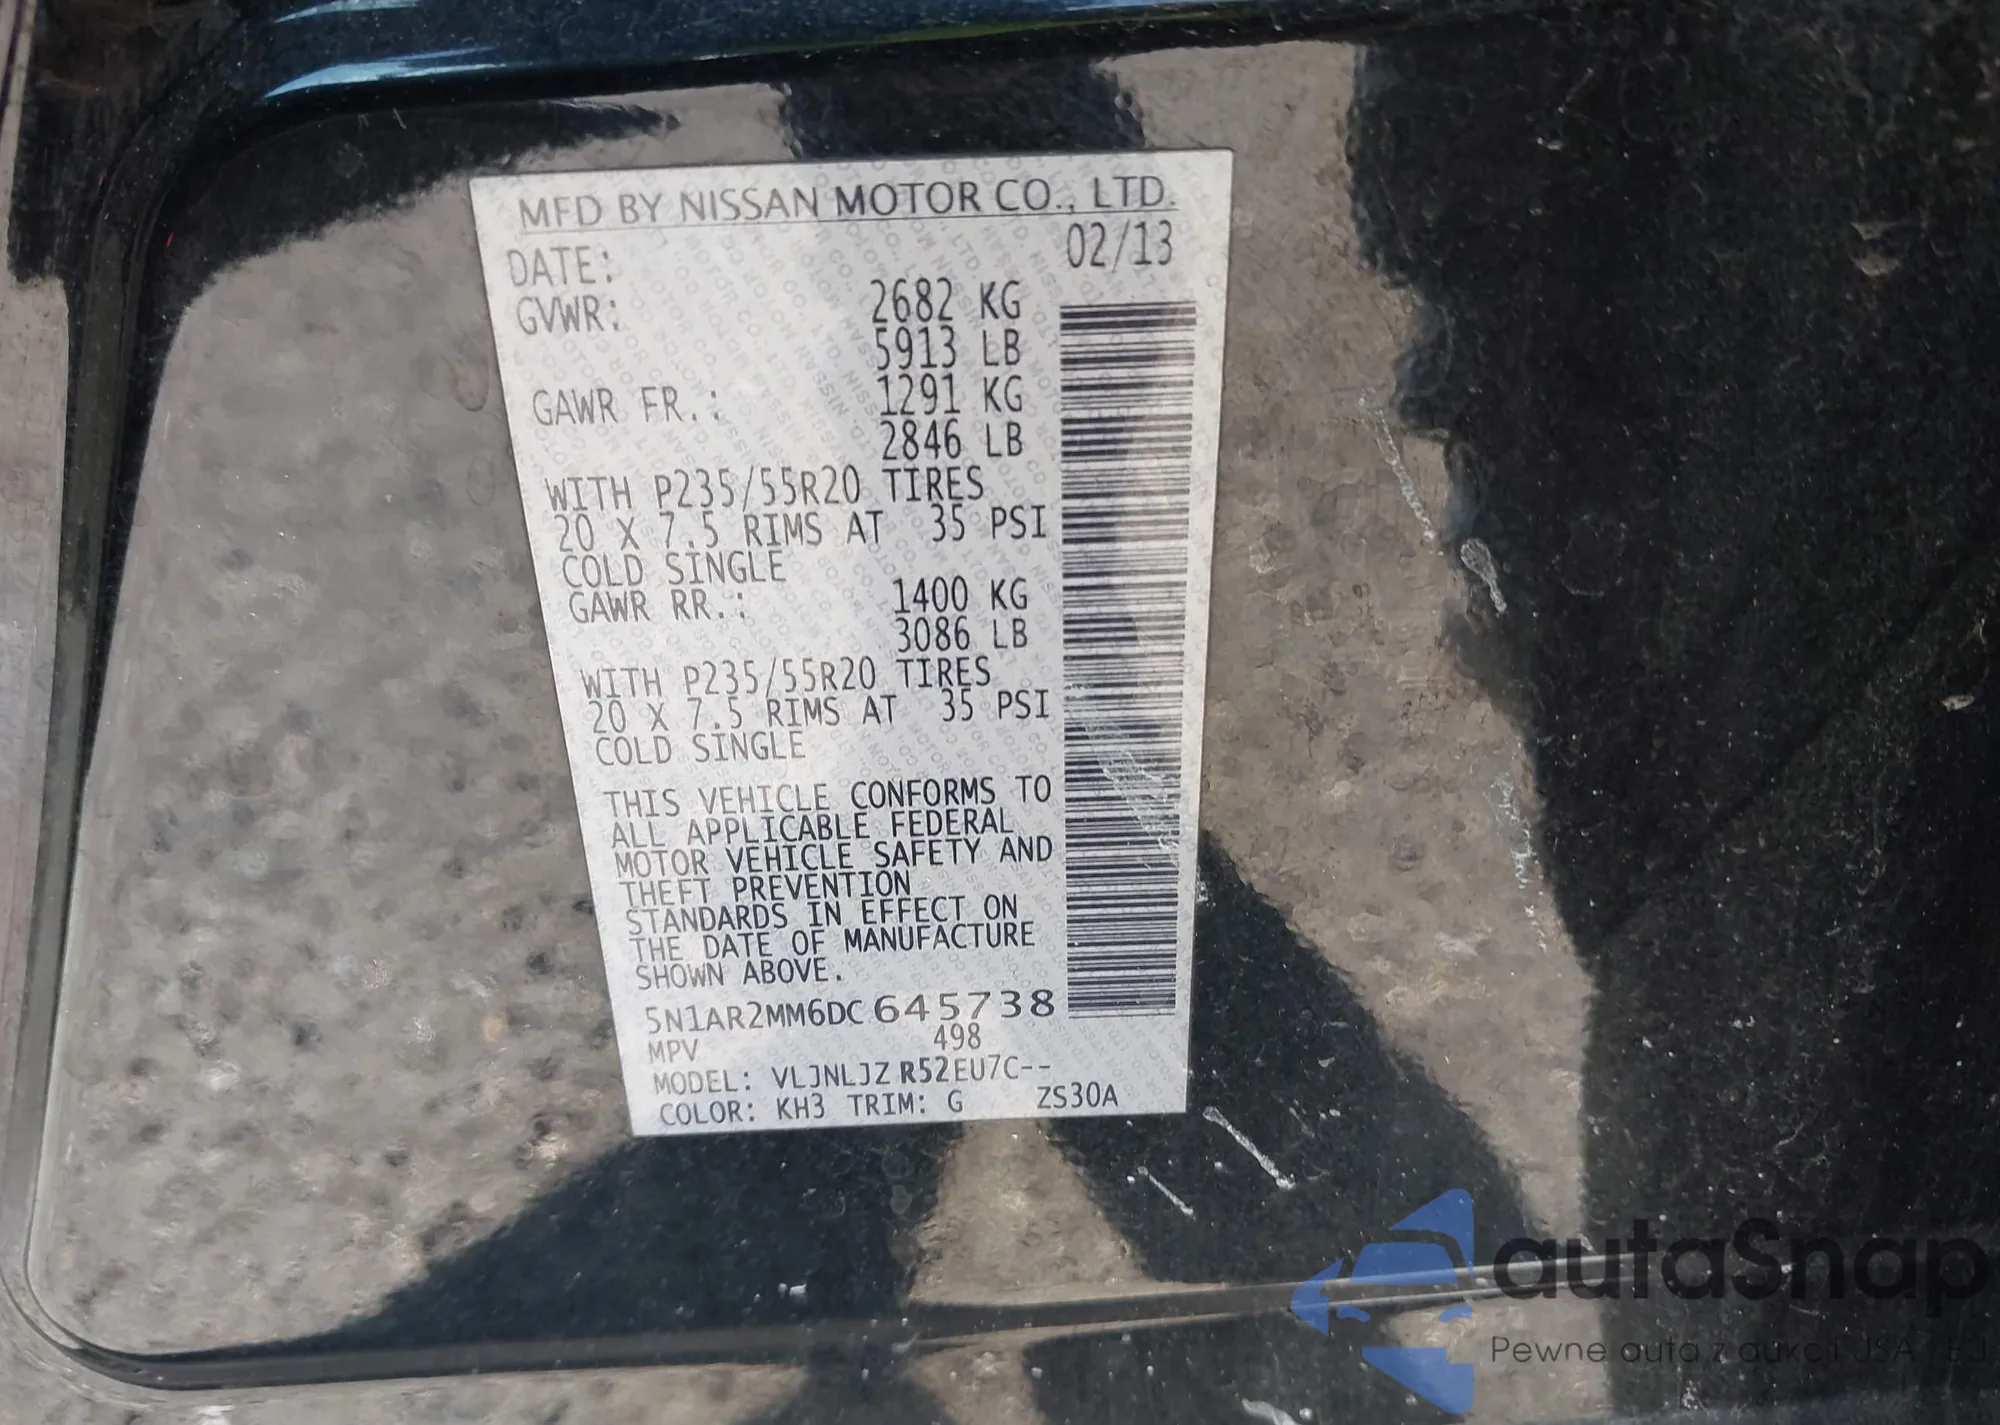 MFD BY NISSAN MOTOR CO., LTD.
DATE: 02/13
GVWR: 2682 KG
5913 LB
GAWR FR.: 1291 KG
2846 LB
WITH P235/55R20 TIRES
20 X 7.5 RIMS AT 35 PSI
COLD SINGLE
GAWR RR.: 1400 KG
3086 LB
WITH P235/55R20 TIRES
20 X 7.5 RIMS AT 35 PSI
COLD SINGLE
THIS VEHICLE CONFORMS TO
ALL APPLICABLE FEDERAL
MOTOR VEHICLE SAFETY AND
THEFT PREVENTION
STANDARDS IN EFFECT ON
THE DATE OF MANUFACTURE
SHOWN ABOVE.
5N1AR2MM6DC645738
MPV 498
MODEL: VLJNLJZ R52EU7C--
COLOR: KH3 TRIM: G ZS30A
autaSnap
Pewne auta z aukcji USA